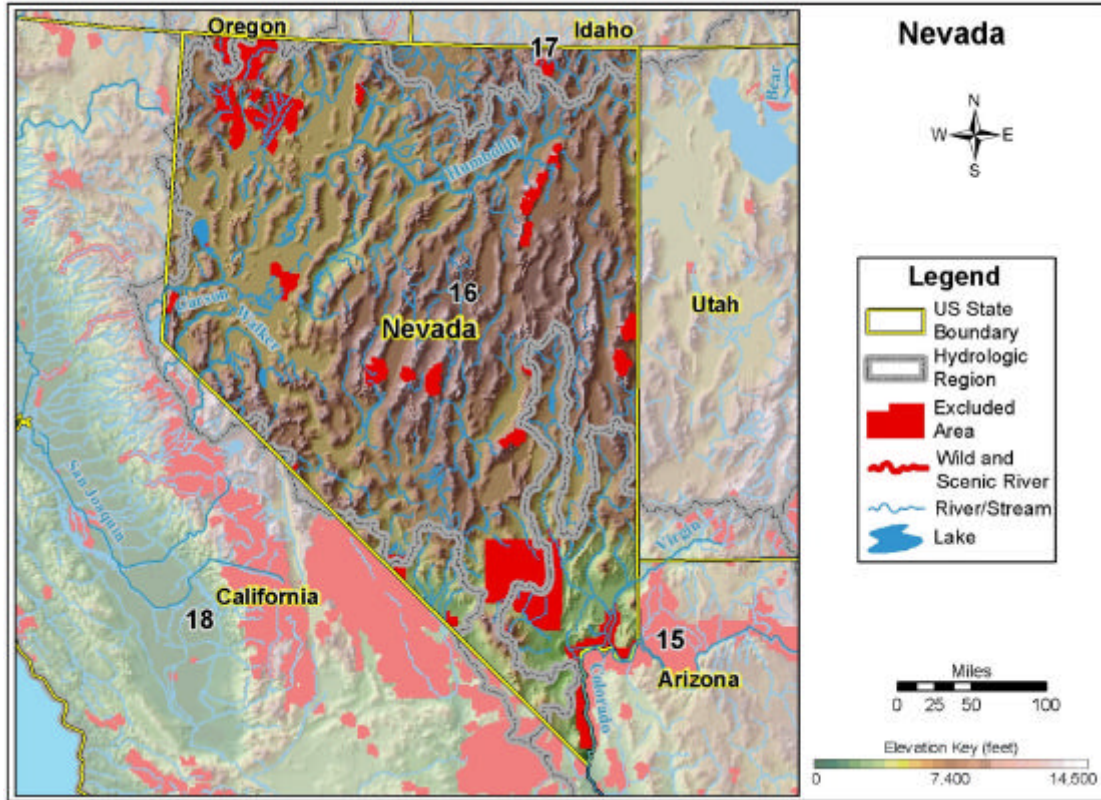 Oregon
Idaho
17
Nevada
Bear
N
W E
S
Humboldt
Legend
US State
Boundary
Hydrologic
Region
Excluded
Area
Wild and
Scenic River
River/Stream
Lake
16
Utah
Carson
Walker
Nevada
San Joaquin
Virgin
California
18
15
Arizona
Colorado
Miles
0 25 50 100
Elevation Key (feet)
0 7,400 14,500